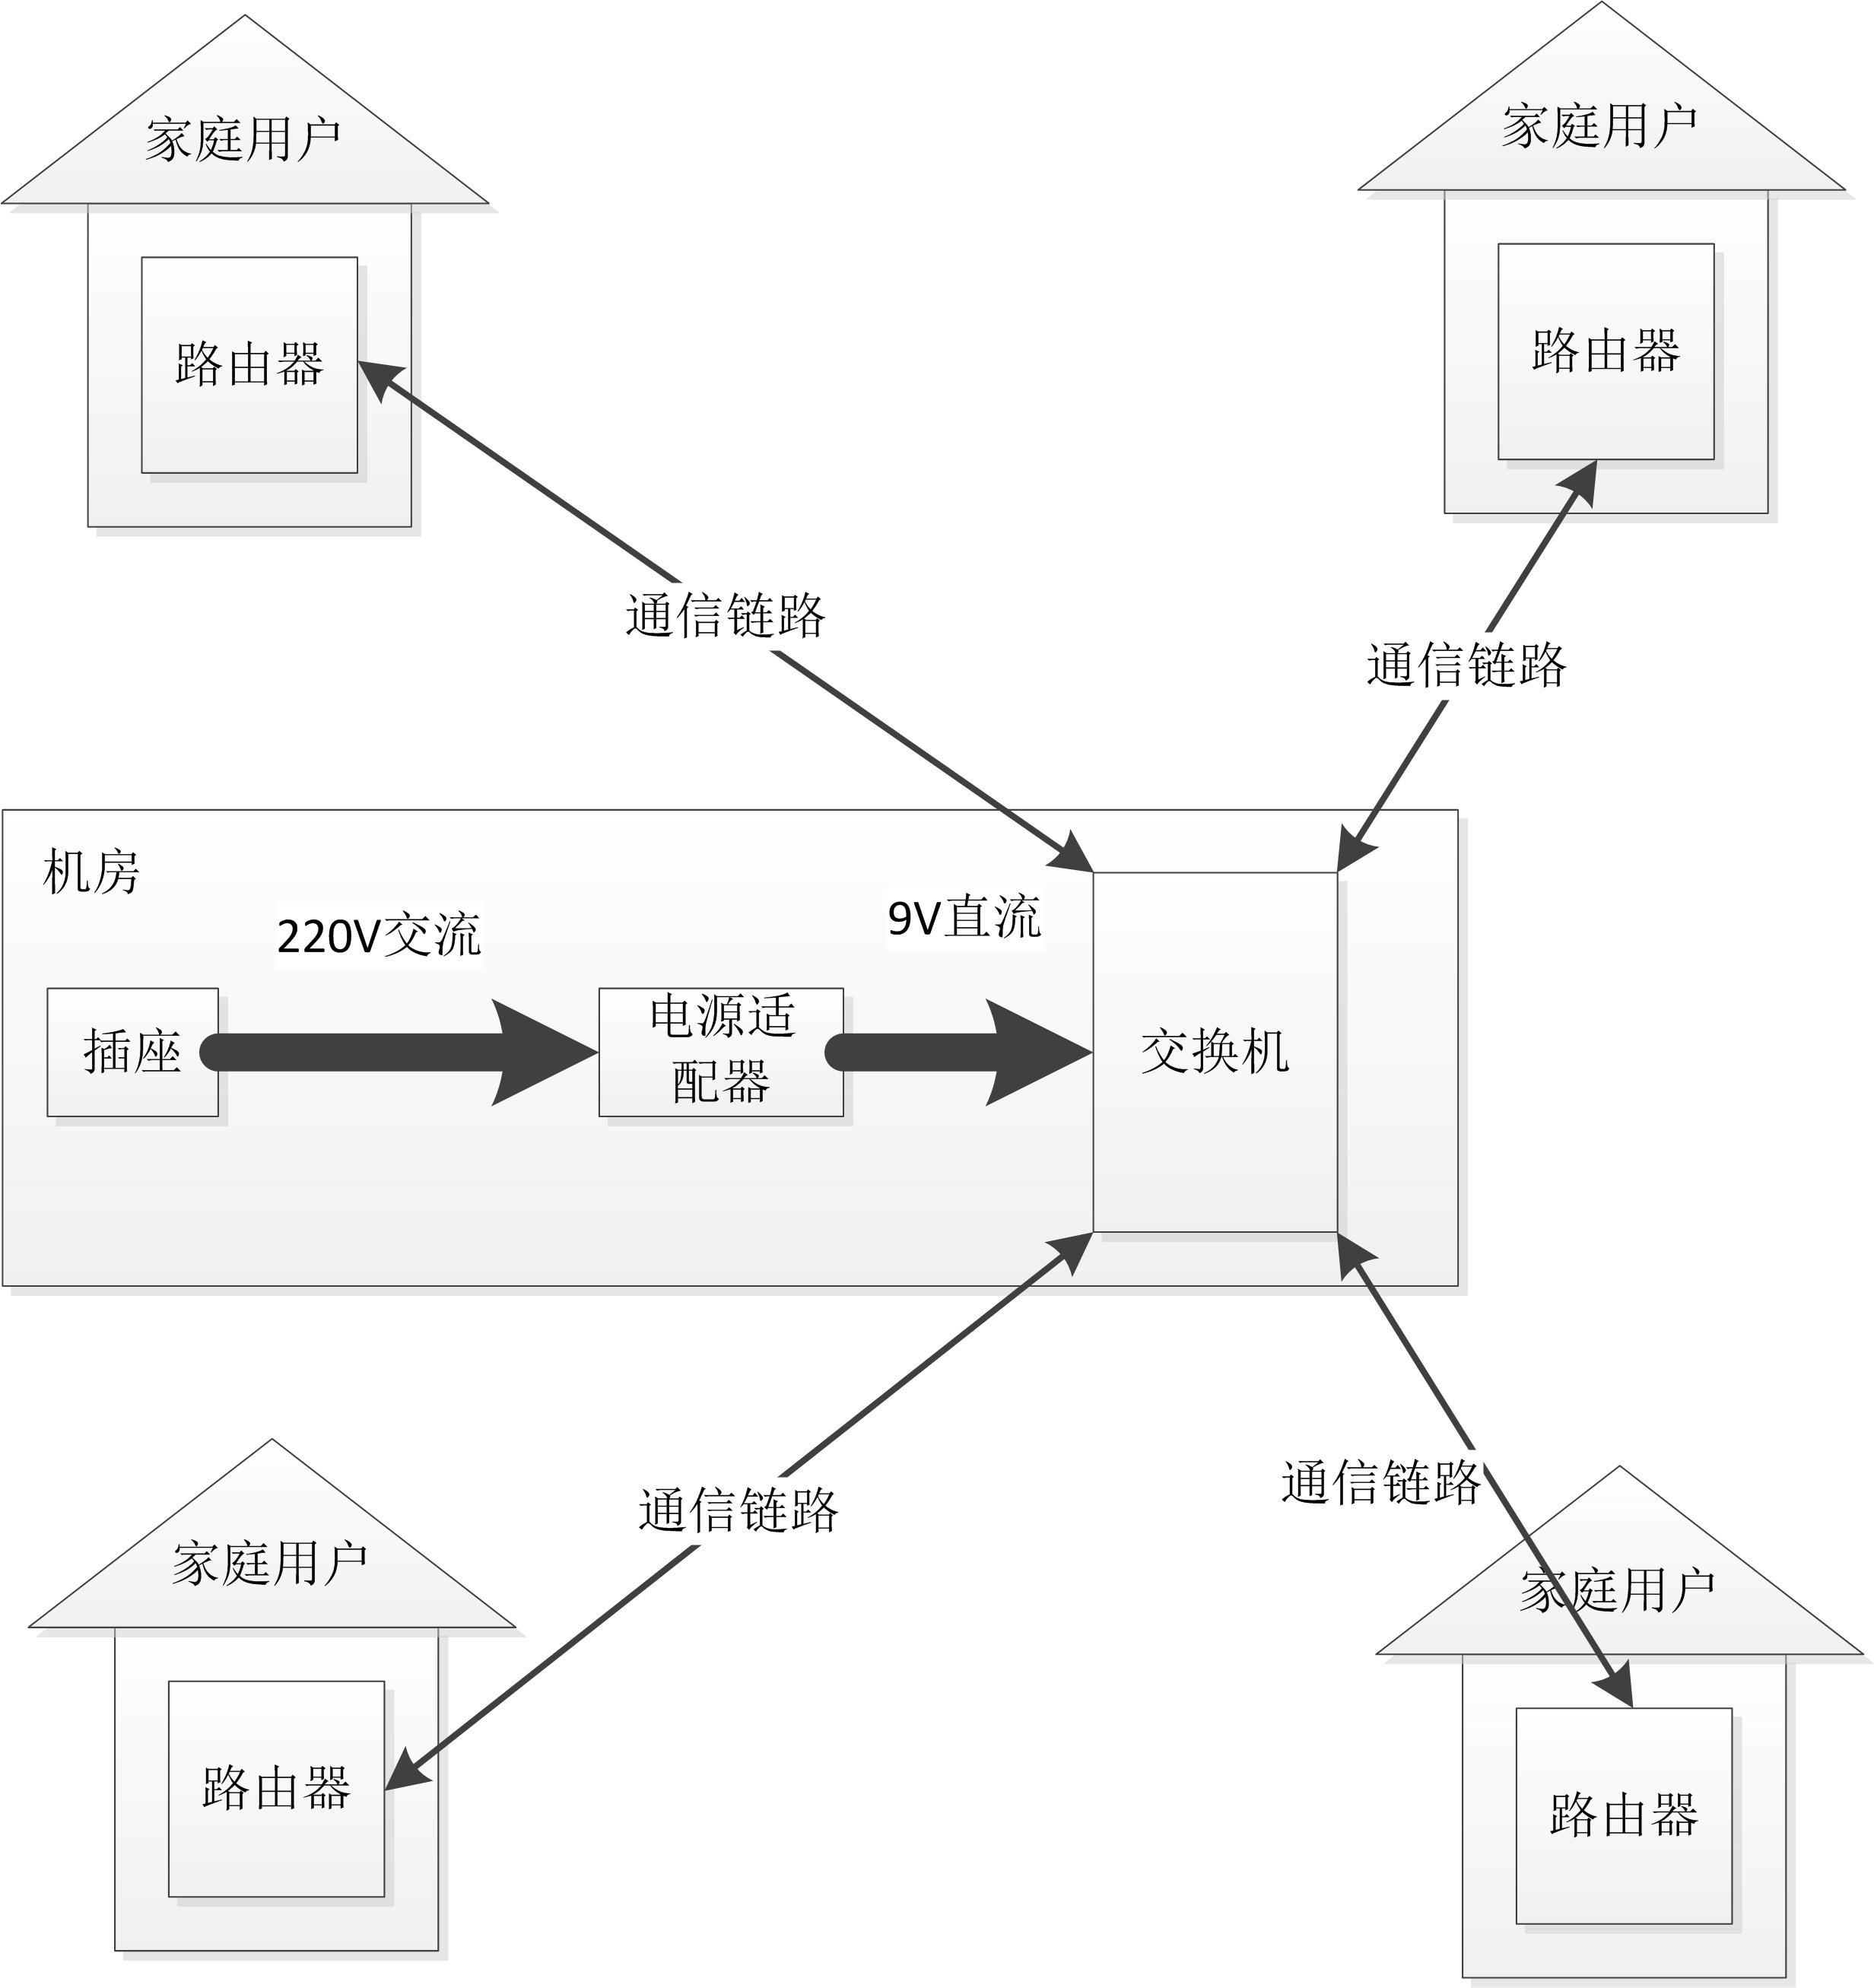 家庭用户
家庭用户
路由器
路由器
通信链路
通信链路
机房
220V交流
9V直流
插座
电源适
配器
交换机
通信链路
通信链路
家庭用户
家庭用户
路由器
路由器